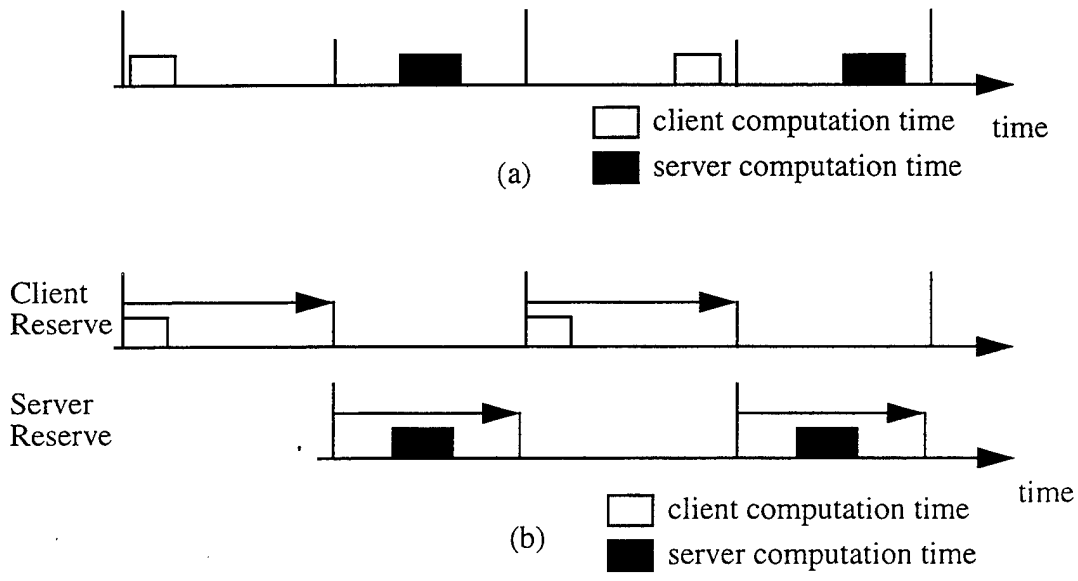 client computation time
time
server computation time
(a)
Client
Reserve
Server
Reserve
time
client computation time
(b)
server computation time